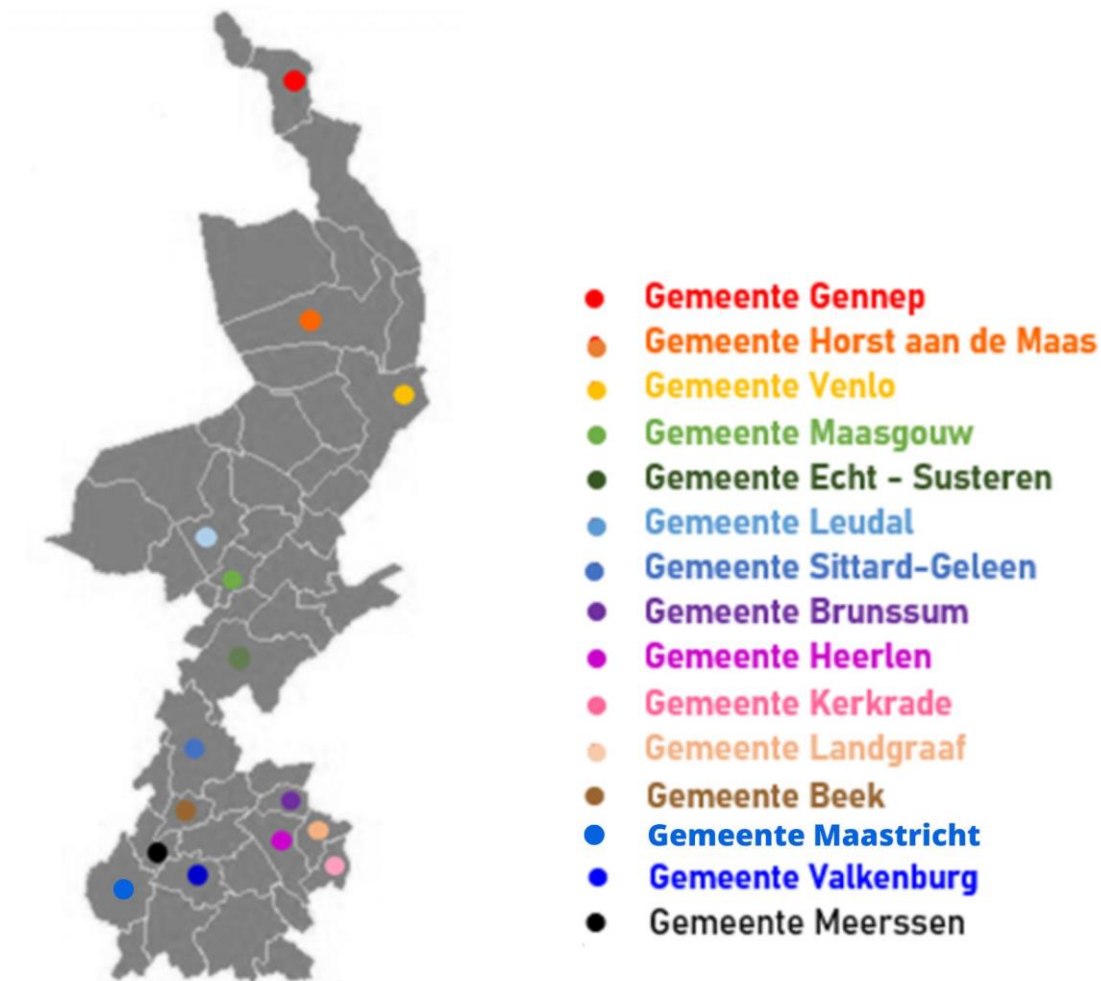 Gemeente Gennep
Gemeente Horst aan de Maas
Gemeente Venlo
Gemeente Maasgouw
Gemeente Echt - Susteren
Gemeente Leudal
Gemeente Sittard-Geleen
Gemeente Brunssum
Gemeente Heerlen
Gemeente Kerkrade
Gemeente Landgraaf
Gemeente Beek
Gemeente Maastricht
Gemeente Valkenburg
Gemeente Meerssen